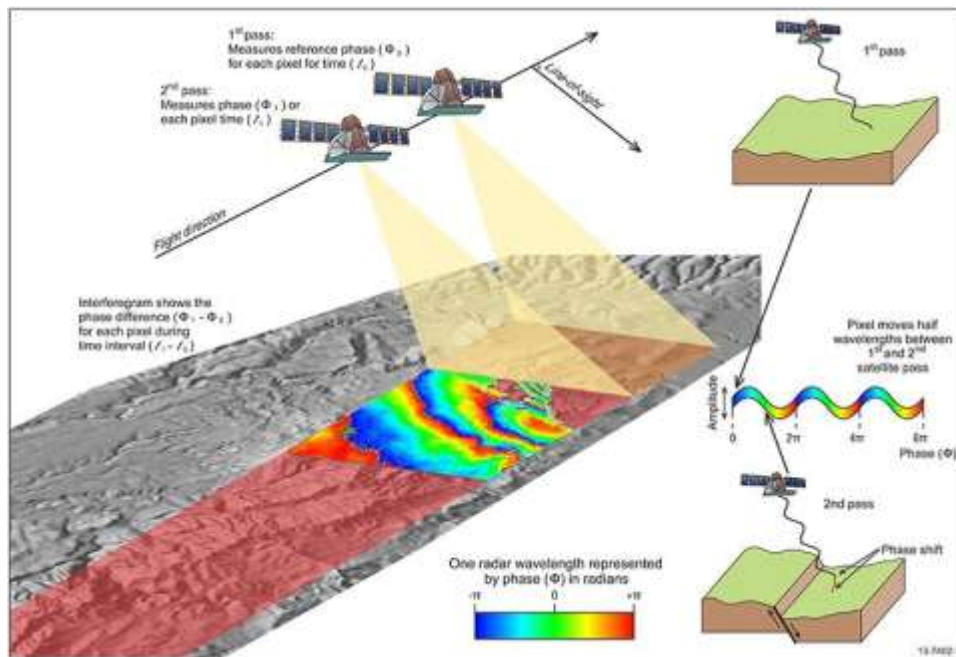 1st pass:
Measures reference phase (Φ₀)
for each pixel for time (t₀)
2nd pass:
Measures phase (Φ₁) or
each pixel time (t₁)
Line-of-sight
Flight direction
1st pass
Interferogram shows the
phase difference (Φ₁ - Φ₀)
for each pixel during
time interval (t₁ - t₀)
Pixel moves half
wavelengths between
1st and 2nd
satellite pass
Amplitude
0 2π 4π 6π
Phase (Φ)
2nd pass
Phase shift
One radar wavelength represented
by phase (Φ) in radians
-π 0 +π